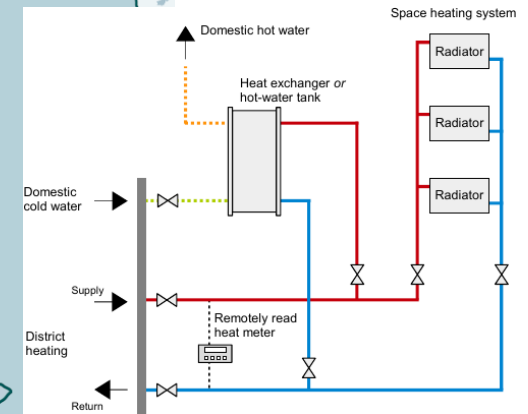 Space heating system
Domestic hot water
Radiator
Heat exchanger or
hot-water tank
Radiator
Domestic
cold water
Radiator
Supply
Remotely read
heat meter
District
heating
Return